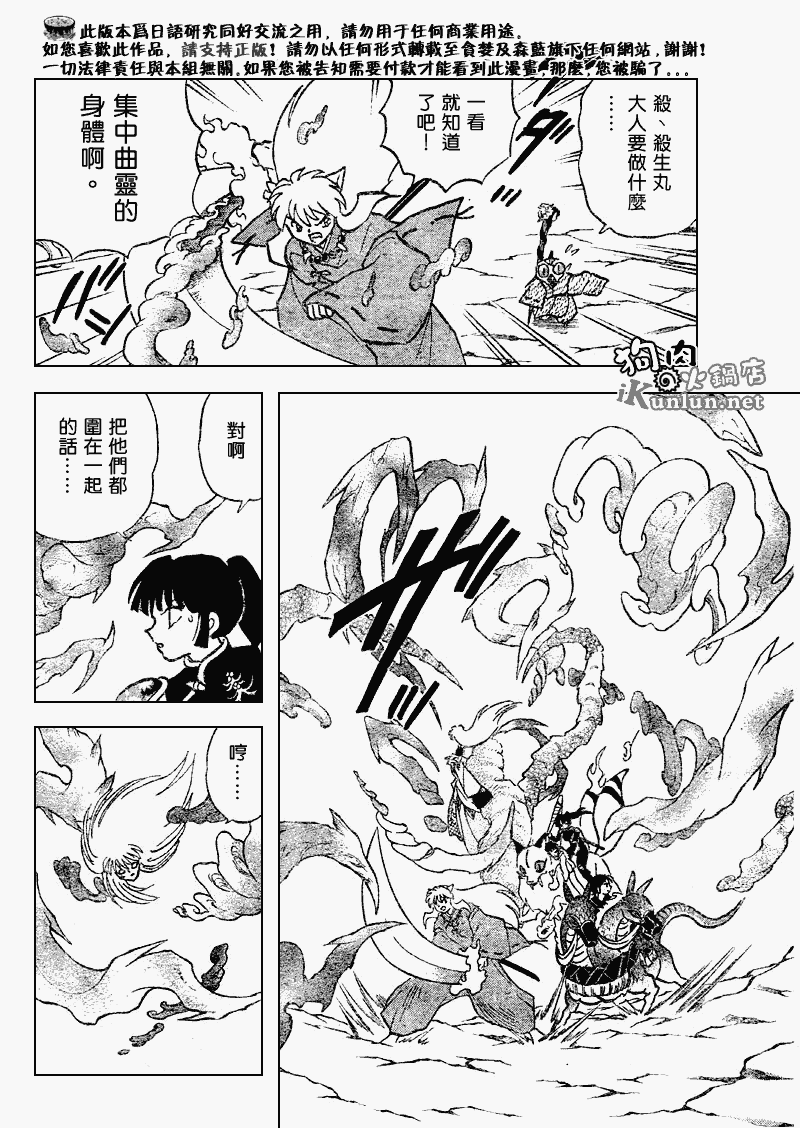 此版本爲日語研究同好交流之用, 請勿用于任何商業用途。
如您喜歡此作品, 請支持正版! 請勿以任何形式轉載至貪婪及森藍旗下任何網站, 謝謝!
一切法律責任與本組無關. 如果您被告知需要付款才能看到此漫畫, 那麼, 您被騙了...
殺、殺生丸
大人要做什麼
……
一看
就知道
了吧!
集中曲靈的
身體啊。
狗肉
火鍋店
iKunlun.net
對啊
把他們都
圍在一起
的話……
哼……